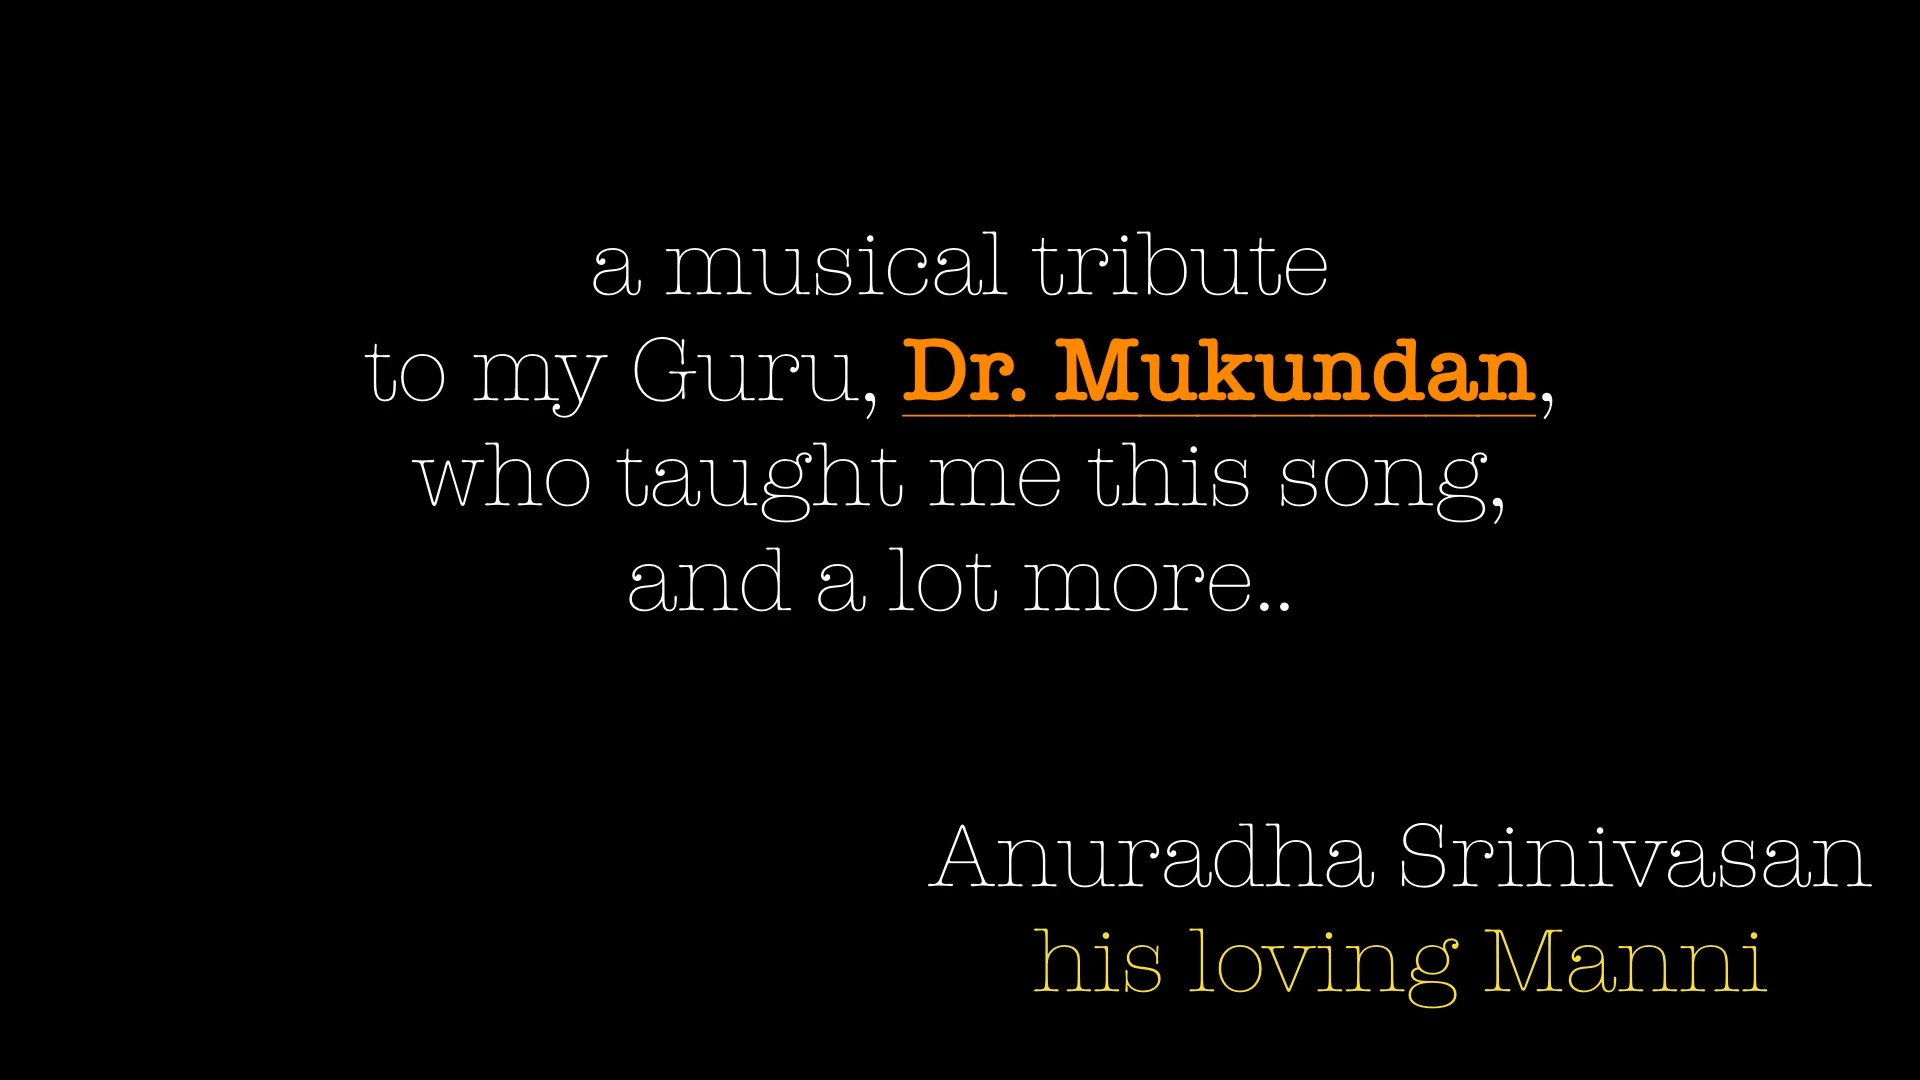 a musical tribute
to my Guru, Dr. Mukundan,
who taught me this song,
and a lot more..
Anuradha Srinivasan
his loving Manni